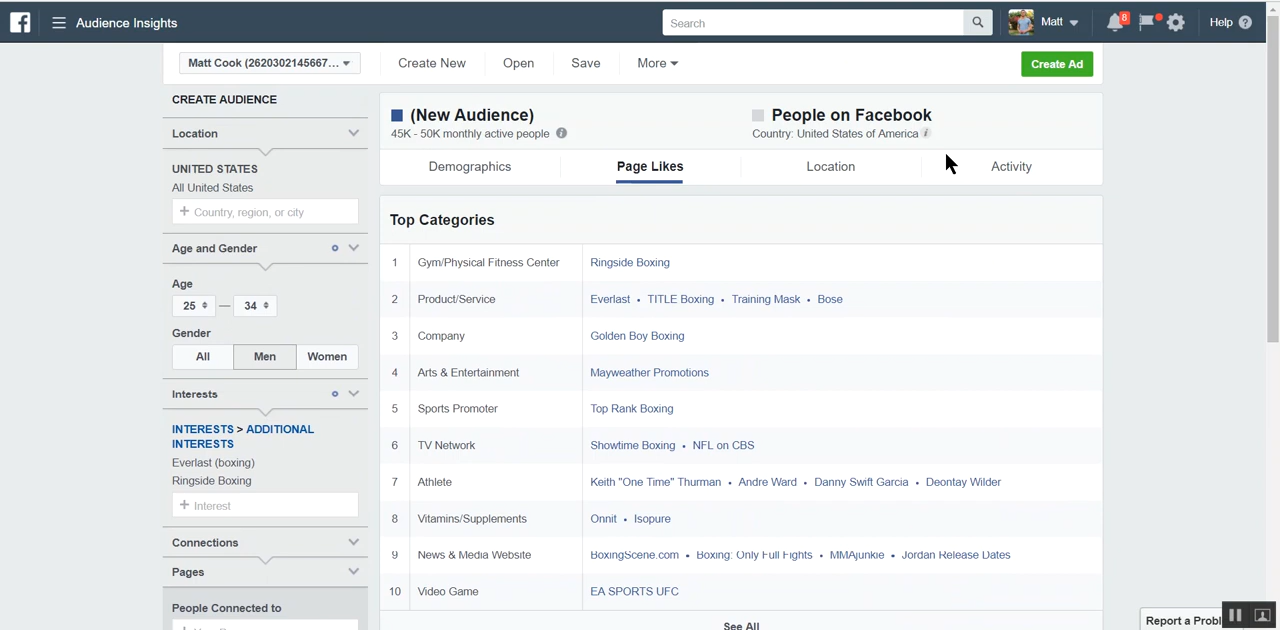 Audience Insights
Search
Matt
8
Help ?
Matt Cook (2620302145667...
Create New
Open
Save
More
Create Ad
CREATE AUDIENCE
Location
UNITED STATES
All United States
+ Country, region, or city
Age and Gender
Age
25 — 34
Gender
All Men Women
Interests
INTERESTS > ADDITIONAL
INTERESTS
Everlast (boxing)
Ringside Boxing
+ Interest
Connections
Pages
People Connected to
(New Audience)
45K - 50K monthly active people i
People on Facebook
Country: United States of America i
Demographics
Page Likes
Location
Activity
Top Categories
1 Gym/Physical Fitness Center Ringside Boxing
2 Product/Service Everlast • TITLE Boxing • Training Mask • Bose
3 Company Golden Boy Boxing
4 Arts & Entertainment Mayweather Promotions
5 Sports Promoter Top Rank Boxing
6 TV Network Showtime Boxing • NFL on CBS
7 Athlete Keith "One Time" Thurman • Andre Ward • Danny Swift Garcia • Deontay Wilder
8 Vitamins/Supplements Onnit • Isopure
9 News & Media Website BoxingScene.com • Boxing: Only Full Fights • MMAjunkie • Jordan Release Dates
10 Video Game EA SPORTS UFC
See All
Report a Probl